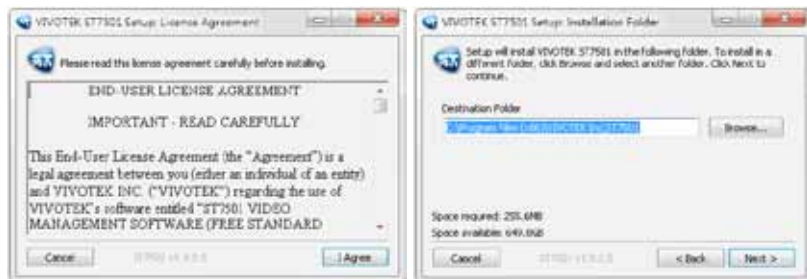 VIVOTEK ST7501 Setup: License Agreement
Please read this license agreement carefully before installing.
END-USER LICENSE AGREEMENT
IMPORTANT - READ CAREFULLY
This End-User License Agreement (the "Agreement") is a
legal agreement between you (either an individual of an entity)
and VIVOTEK INC. ("VIVOTEK") regarding the use of
VIVOTEK's software entitled "ST7501 VIDEO
MANAGEMENT SOFTWARE (FREE STANDARD
Cancel
I Agree
VIVOTEK ST7501 Setup: Installation Folder
Setup will install VIVOTEK ST7501 in the following folder. To install in a
different folder, click Browse and select another folder. Click Next to
continue.
Destination Folder
Browse...
Space required: 255.6MB
Space available: 649.8GB
Cancel
< Back
Next >